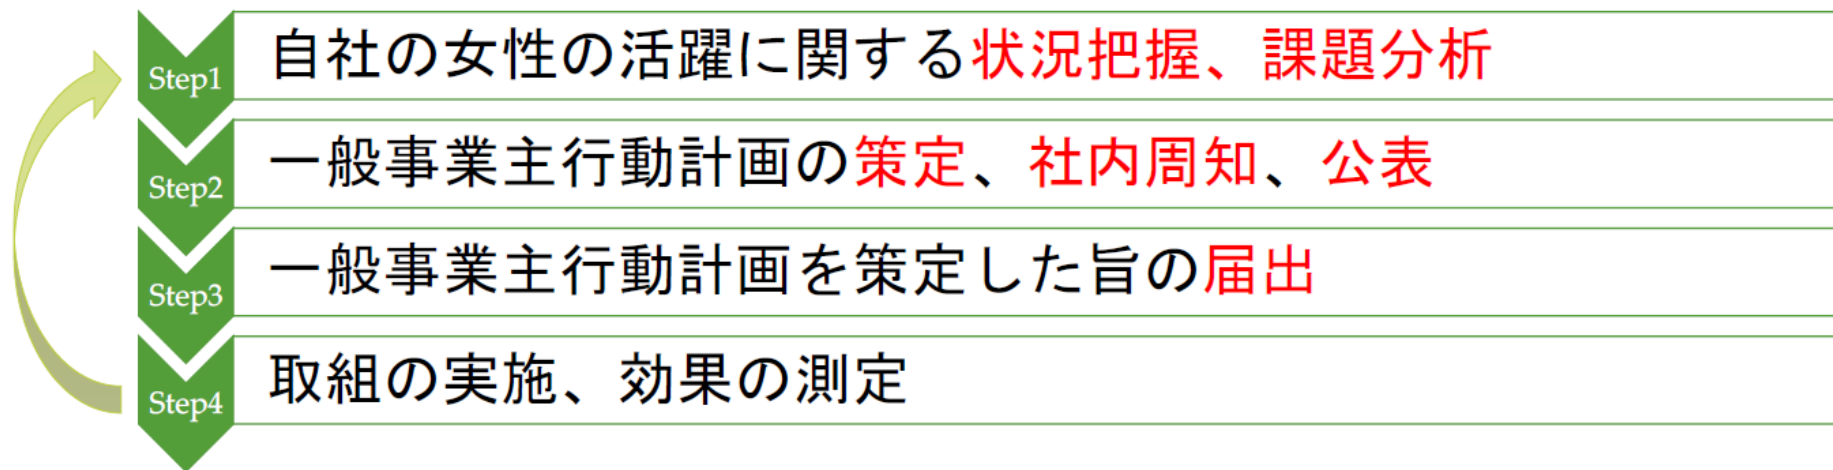 Step1
自社の女性の活躍に関する状況把握、課題分析
Step2
一般事業主行動計画の策定、社内周知、公表
Step3
一般事業主行動計画を策定した旨の届出
Step4
取組の実施、効果の測定